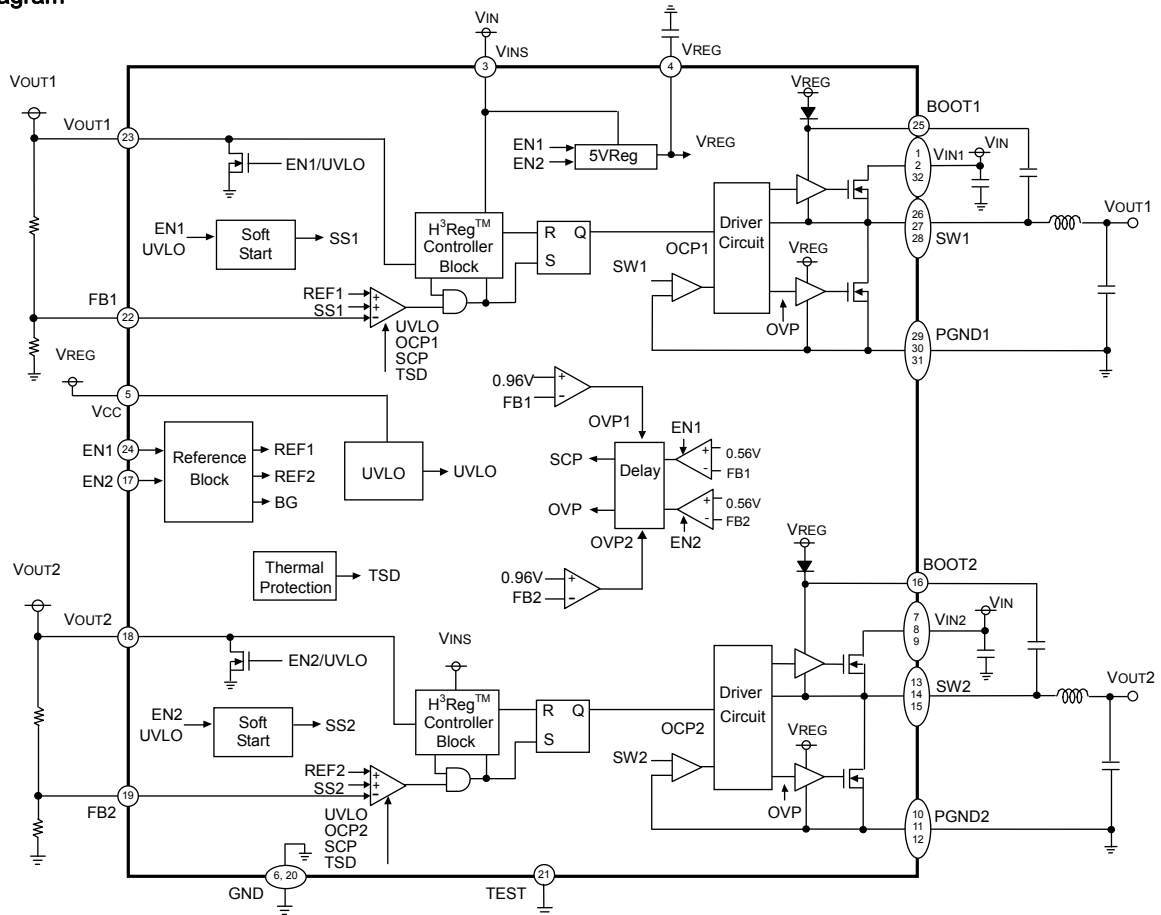 agram
VIN
VINS
3
VREG
4
VOUT1
VOUT1
23
EN1/UVLO
EN1
EN2
5VReg
VREG
VREG
BOOT1
25
1
2
32
VIN1
VIN
EN1
UVLO
Soft
Start
SS1
H³Reg™
Controller
Block
R
Q
S
OCP1
Driver
Circuit
26
27
28
SW1
VOUT1
SW1
VREG
OVP
FB1
22
REF1
SS1
+
+
−
UVLO
OCP1
SCP
TSD
29
30
31
PGND1
VREG
5
VCC
0.96V
FB1
+
−
OVP1
EN1
24
EN2
17
Reference
Block
REF1
REF2
BG
UVLO
UVLO
SCP
OVP
Delay
EN1
+
-
0.56V
FB1
+
-
0.56V
FB2
EN2
OVP2
Thermal
Protection
TSD
0.96V
FB2
+
−
VREG
BOOT2
16
VOUT2
VOUT2
18
EN2/UVLO
VINS
7
8
9
VIN2
VIN
EN2
UVLO
Soft
Start
SS2
H³Reg™
Controller
Block
R
Q
S
OCP2
Driver
Circuit
13
14
15
SW2
VOUT2
SW2
VREG
OVP
FB2
19
REF2
SS2
+
+
−
UVLO
OCP2
SCP
TSD
10
11
12
PGND2
6, 20
GND
TEST
21